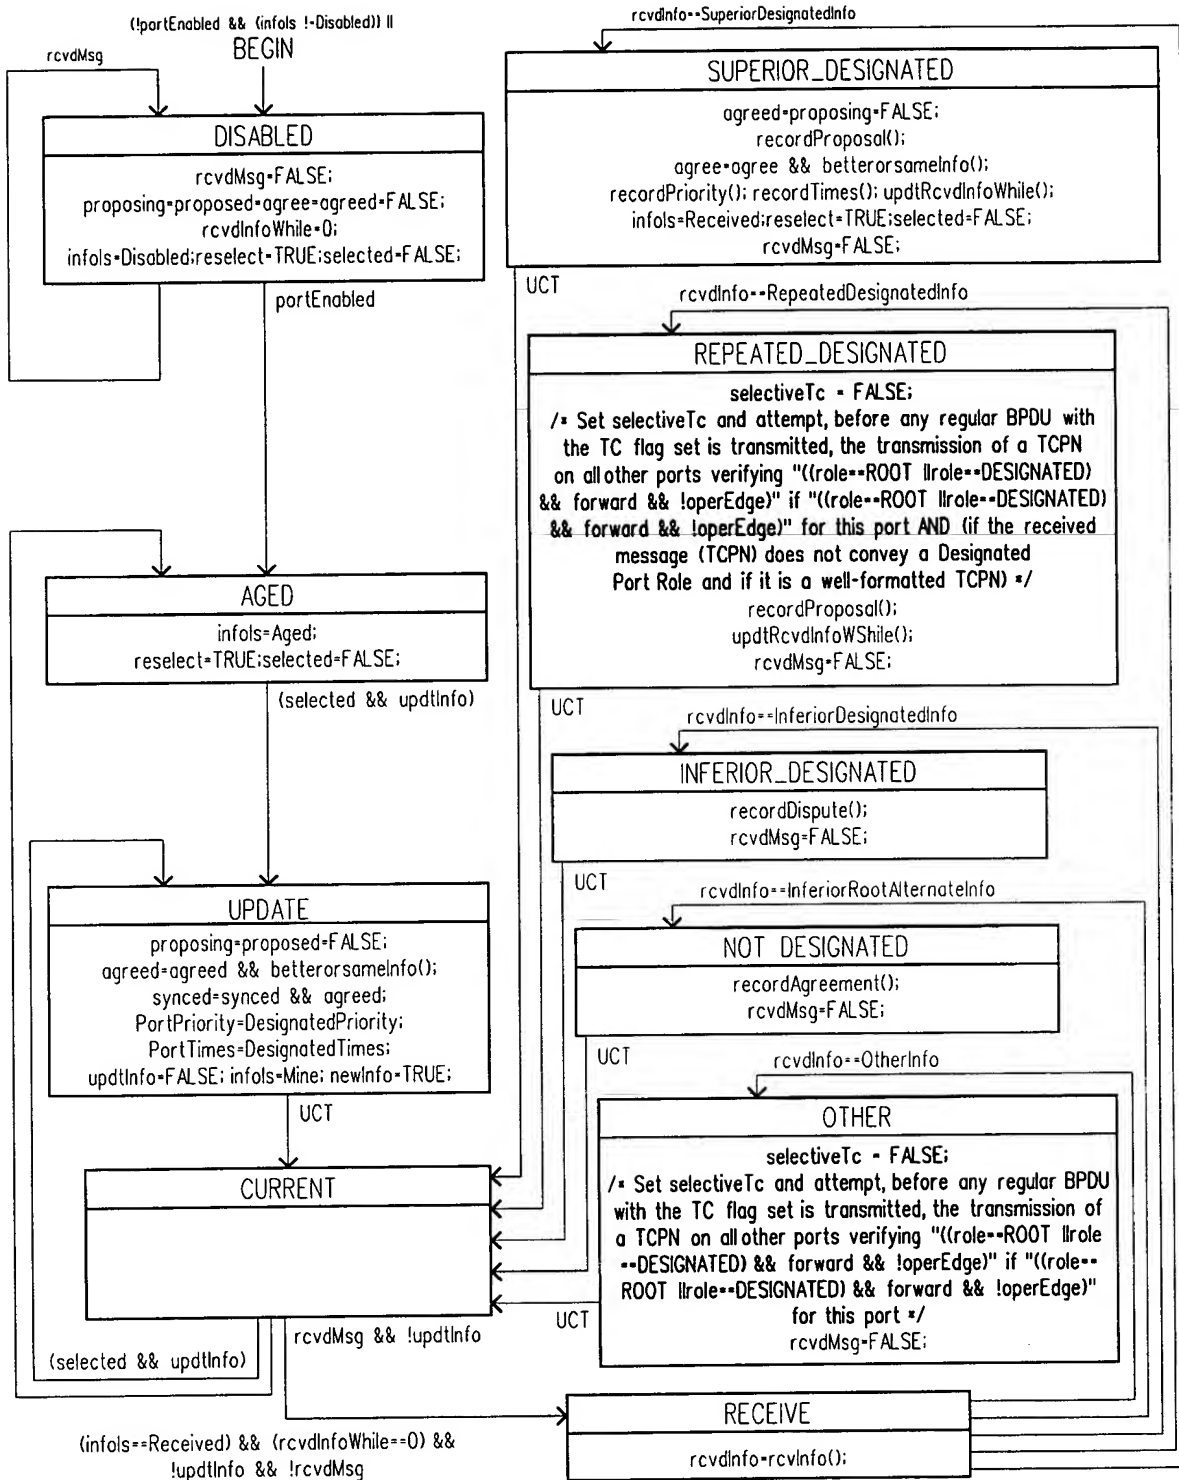 (!portEnabled && (infoIs !-Disabled)) ||
BEGIN
rcvdMsg
DISABLED
rcvdMsg=FALSE;
proposing=proposed=agree=agreed=FALSE;
rcvdInfoWhile=0;
infoIs=Disabled;reselect=TRUE;selected=FALSE;
portEnabled
AGED
infoIs=Aged;
reselect=TRUE;selected=FALSE;
(selected && updtInfo)
UPDATE
proposing=proposed=FALSE;
agreed=agreed && betterorsameInfo();
synced=synced && agreed;
PortPriority=DesignatedPriority;
PortTimes=DesignatedTimes;
updtInfo=FALSE; infoIs=Mine; newInfo=TRUE;
UCT
CURRENT
(selected && updtInfo)
rcvdMsg && !updtInfo
(infoIs==Received) && (rcvdInfoWhile==0) &&
!updtInfo && !rcvdMsg
rcvdInfo==SuperiorDesignatedInfo
SUPERIOR_DESIGNATED
agreed=proposing=FALSE;
recordProposal();
agree=agree && betterorsameInfo();
recordPriority(); recordTimes(); updtRcvdInfoWhile();
infoIs=Received;reselect=TRUE;selected=FALSE;
rcvdMsg=FALSE;
UCT
rcvdInfo==RepeatedDesignatedInfo
REPEATED_DESIGNATED
selectiveTc = FALSE;
/* Set selectiveTc and attempt, before any regular BPDU with
the TC flag set is transmitted, the transmission of a TCPN
on all other ports verifying "((role==ROOT ||role==DESIGNATED)
&& forward && !operEdge)" if "((role==ROOT ||role==DESIGNATED)
&& forward && !operEdge)" for this port AND (if the received
message (TCPN) does not convey a Designated
Port Role and if it is a well-formatted TCPN) */
recordProposal();
updtRcvdInfoWShile();
rcvdMsg=FALSE;
UCT
rcvdInfo==InferiorDesignatedInfo
INFERIOR_DESIGNATED
recordDispute();
rcvdMsg=FALSE;
UCT
rcvdInfo==InferiorRootAlternateInfo
NOT DESIGNATED
recordAgreement();
rcvdMsg=FALSE;
UCT
rcvdInfo==OtherInfo
OTHER
selectiveTc = FALSE;
/* Set selectiveTc and attempt, before any regular BPDU
with the TC flag set is transmitted, the transmission of
a TCPN on all other ports verifying "((role==ROOT ||role
==DESIGNATED) && forward && !operEdge)" if "((role==
ROOT ||role==DESIGNATED) && forward && !operEdge)"
for this port */
rcvdMsg=FALSE;
UCT
RECEIVE
rcvdInfo=rcvInfo();